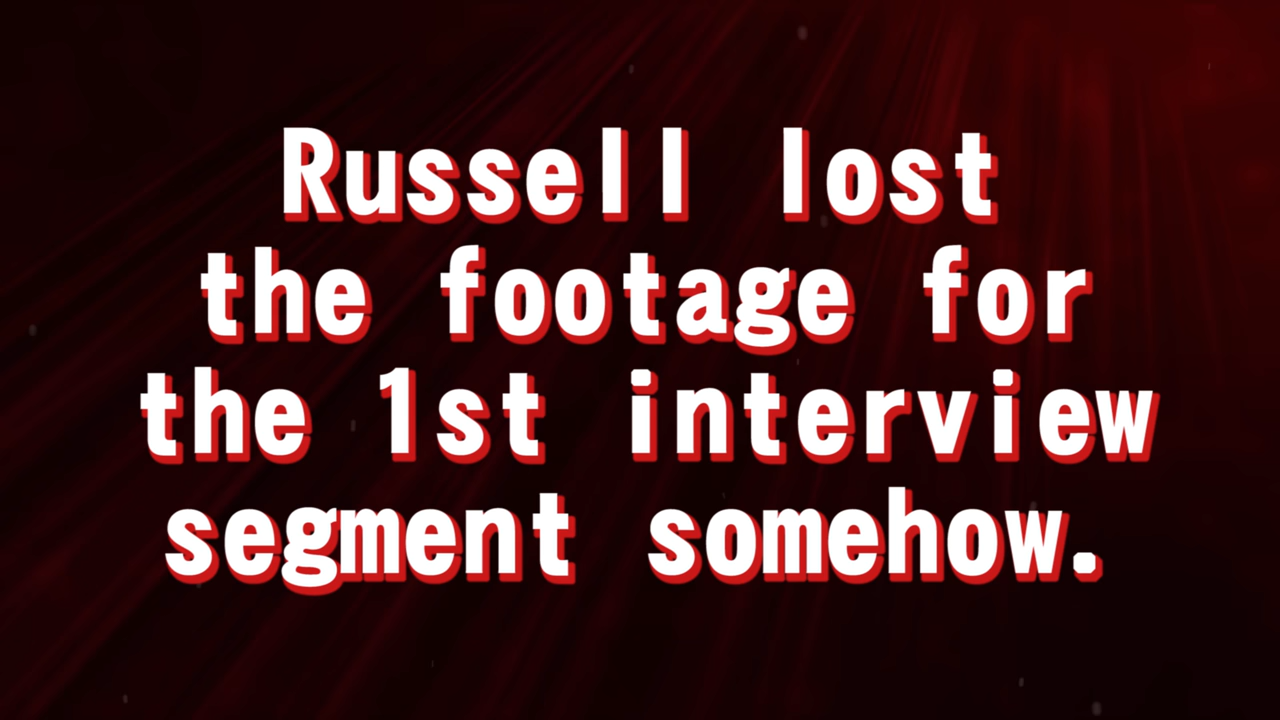 Russell lost
the footage for
the 1st interview
segment somehow.